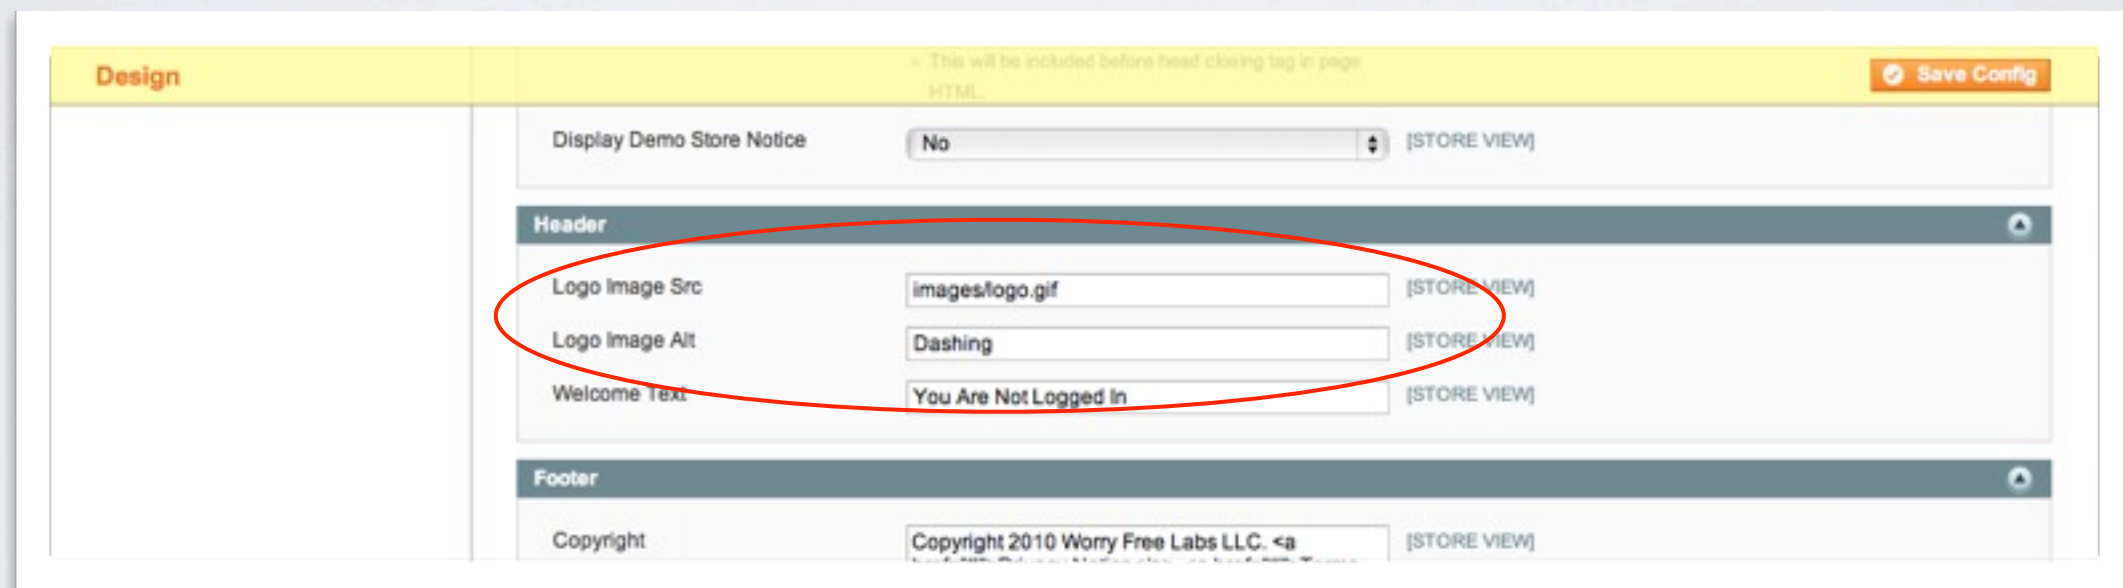 Design
This will be included before head closing tag in page
HTML.
Save Config
Display Demo Store Notice No [STORE VIEW]
Header
Logo Image Src images/logo.gif [STORE VIEW]
Logo Image Alt Dashing [STORE VIEW]
Welcome Text You Are Not Logged In [STORE VIEW]
Footer
Copyright Copyright 2010 Worry Free Labs LLC. <a [STORE VIEW]